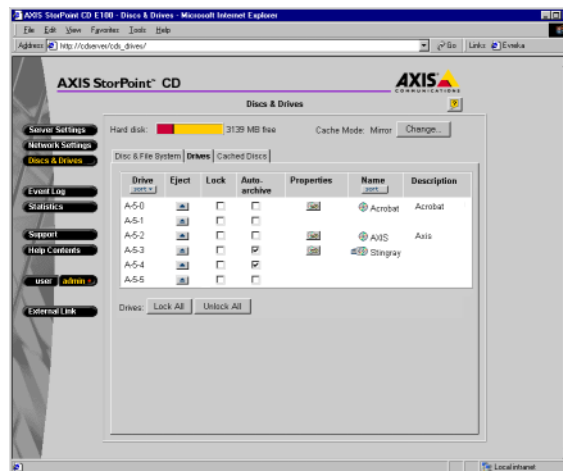 AXIS StorPoint CD E100 - Discs & Drives - Microsoft Internet Explorer
File Edit View Favorites Tools Help
Address http://cdserver/cds_drives/ Go Links Evreka
AXIS StorPoint™ CD
AXIS
COMMUNICATIONS
Discs & Drives
?
Hard disk: 3139 MB free Cache Mode: Mirror Change...
Server Settings
Network Settings
Discs & Drives
Event Log
Statistics
Support
Help Contents
user admin
External Link
Disc & File System Drives Cached Discs
Drive Eject Lock Auto-archive Properties Name Description
sort sort
A-5-0 Acrobat Acrobat
A-5-1
A-5-2 AXIS Axis
A-5-3 Stingray
A-5-4
A-5-5
Drives: Lock All Unlock All
Local intranet